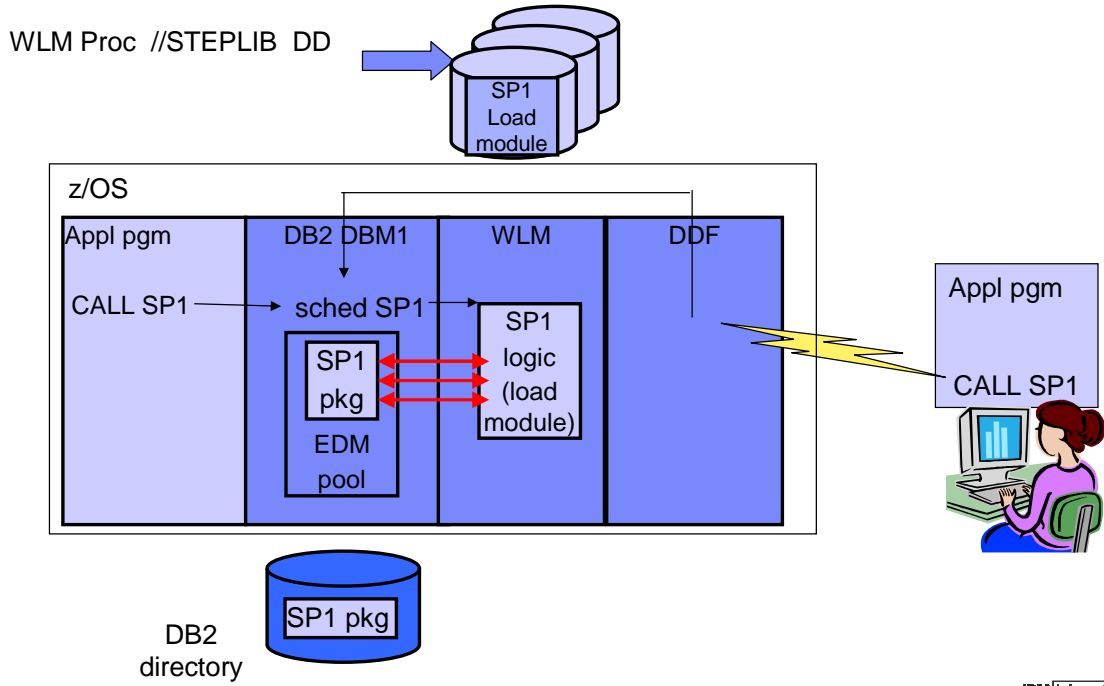 WLM Proc //STEPLIB DD
SP1
Load
module
z/OS
Appl pgm
DB2 DBM1
WLM
DDF
CALL SP1
sched SP1
SP1
pkg
EDM
pool
SP1
logic
(load
module)
Appl pgm
CALL SP1
SP1 pkg
DB2
directory